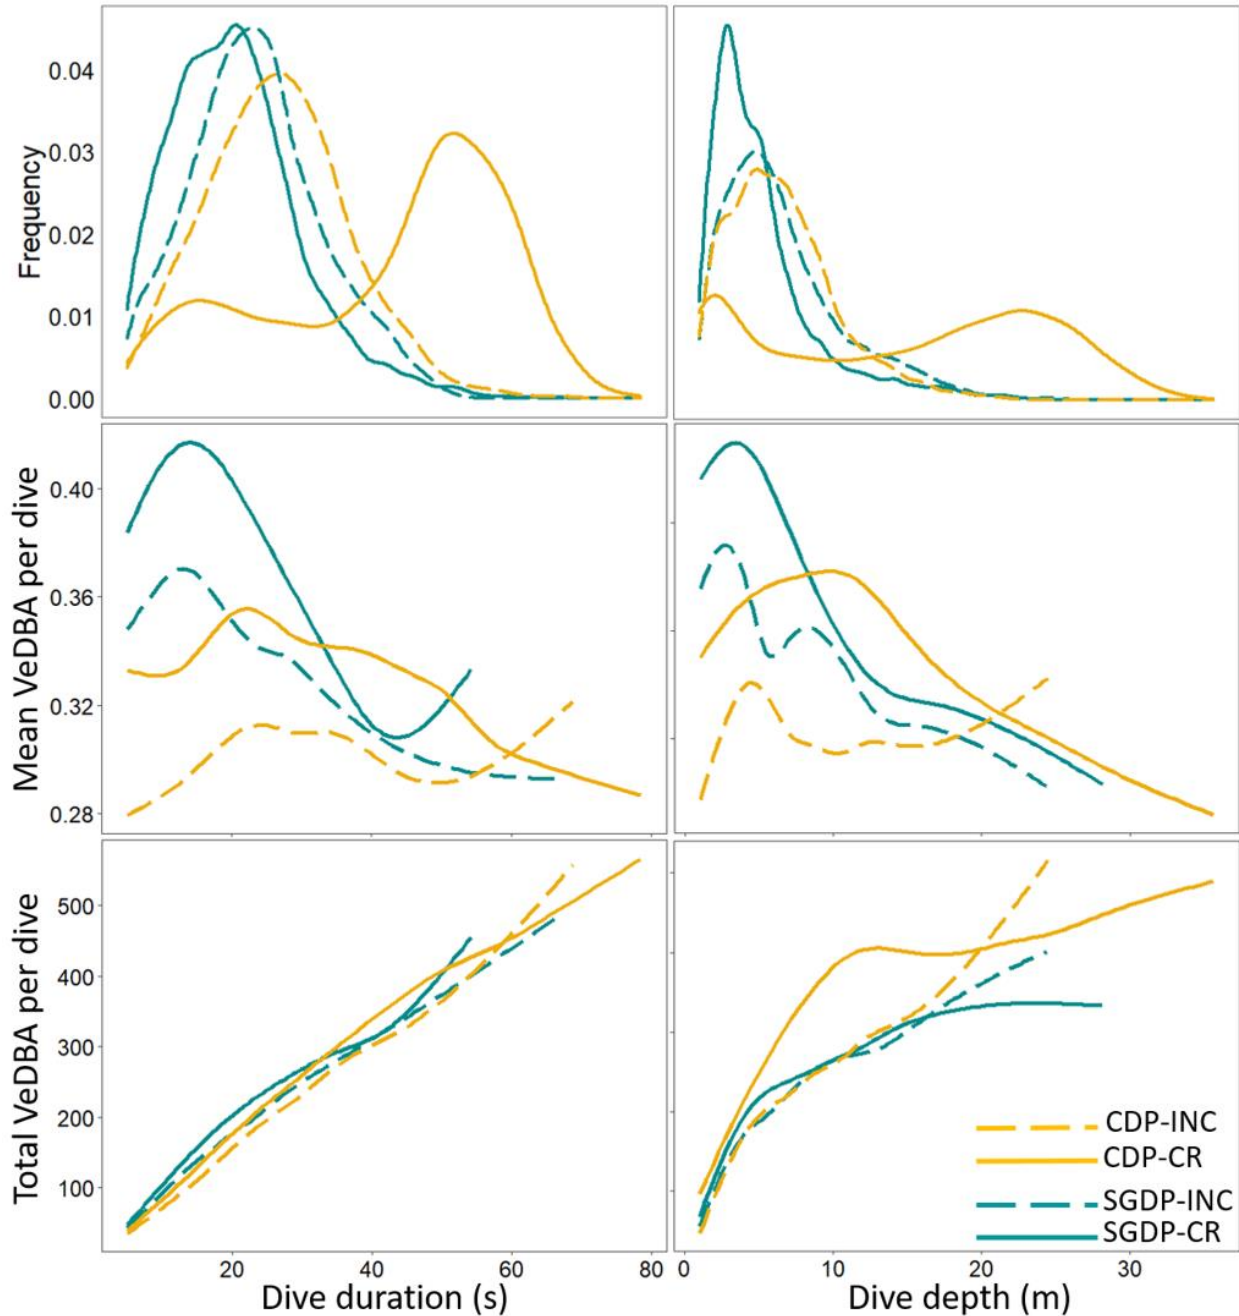 Frequency
0.04
0.03
0.02
0.01
0.00
Mean VeDBA per dive
0.40
0.36
0.32
0.28
Total VeDBA per dive
500
400
300
200
100
CDP-INC
CDP-CR
SGDP-INC
SGDP-CR
20 40 60 80 0 10 20 30
Dive duration (s) Dive depth (m)